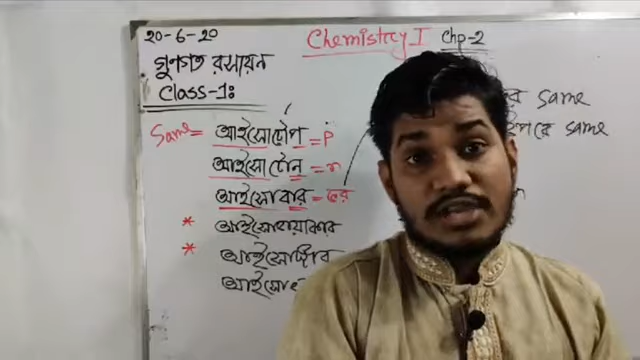 20-6-20
Chemistry I Chp-2
গুণগত রসায়ন
Class-1:
same
Same = আইসোটোপ = P
same
আইসোটোন = n
আইসোবার = ভর
* আইসোবায়াকার
* আইসো
আইসো